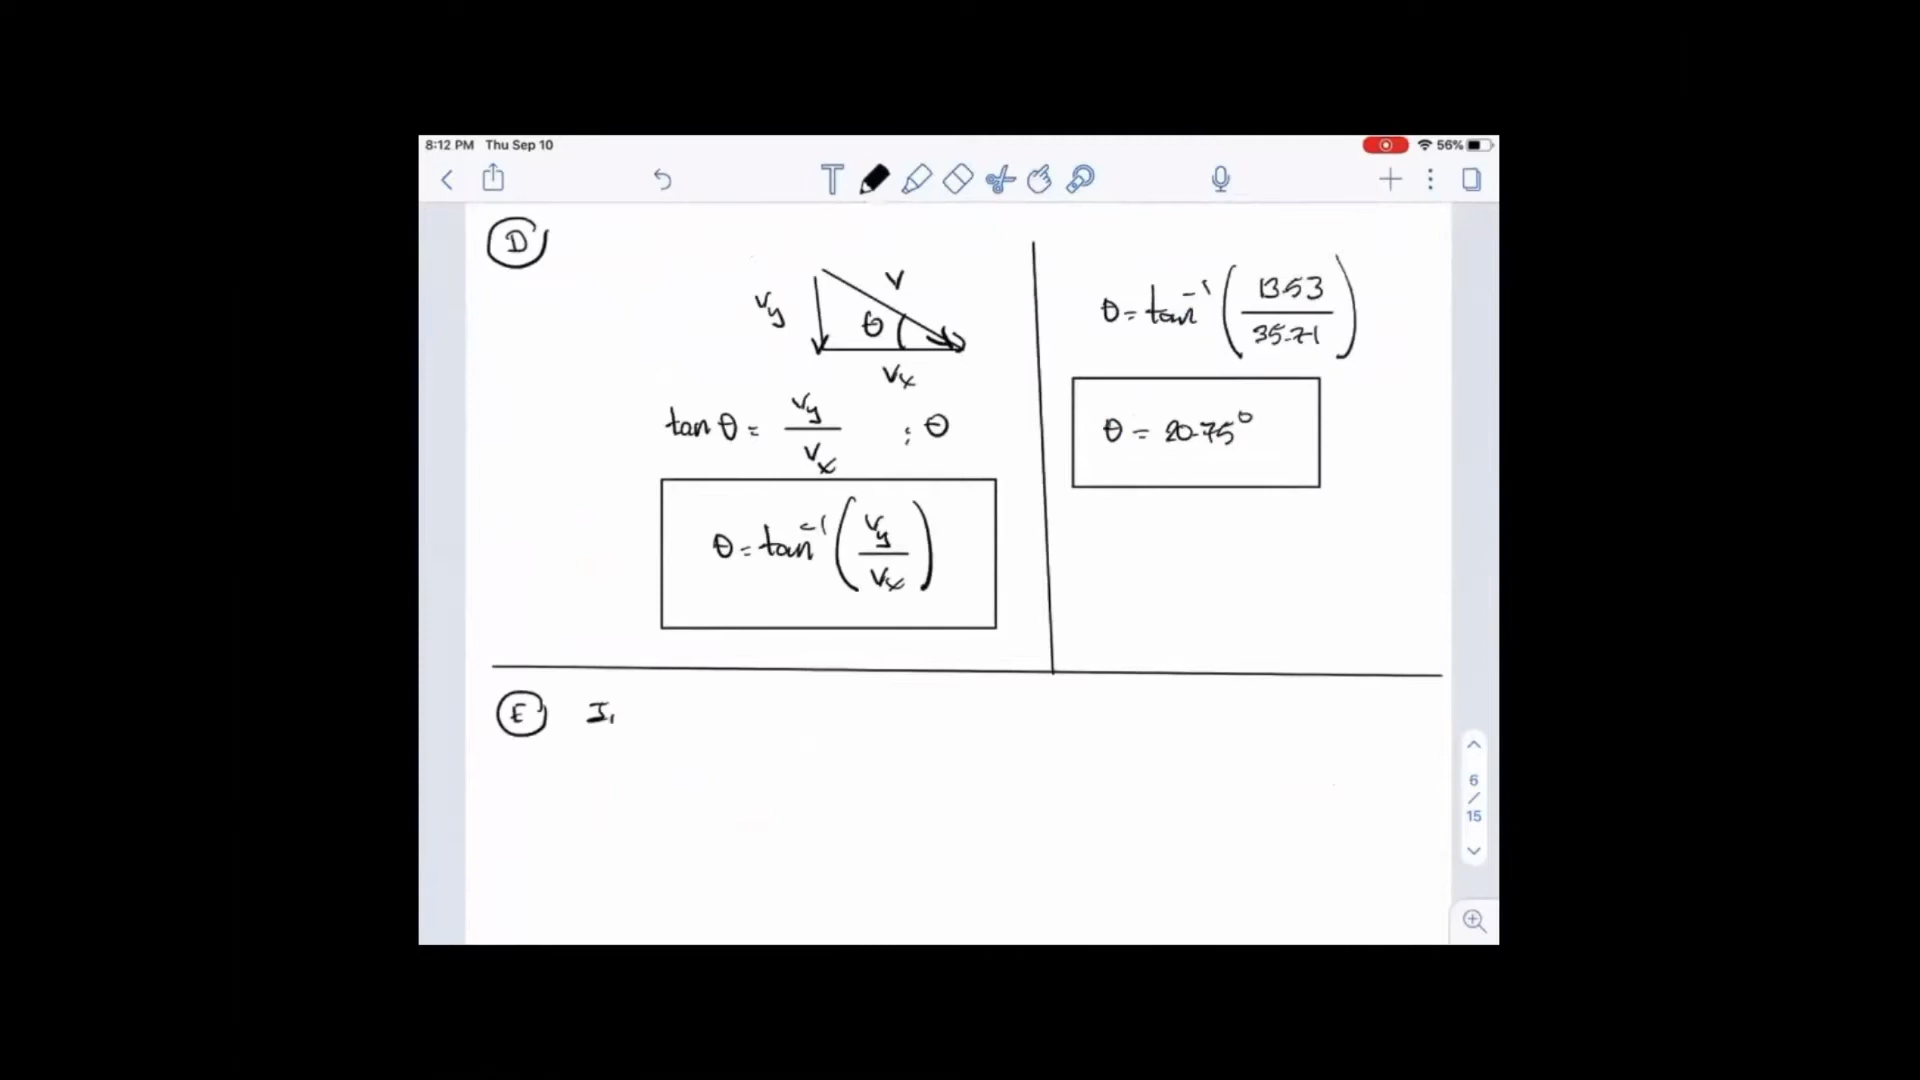 8:12 PM Thu Sep 10
56%
T
D
v
vy
θ
vx
tan θ = vy / vx ; θ
θ = tan⁻¹ ( vy / vx )
θ = tan⁻¹ ( 13.53 / 35.71 )
θ = 20.75°
E I,
6
/
15